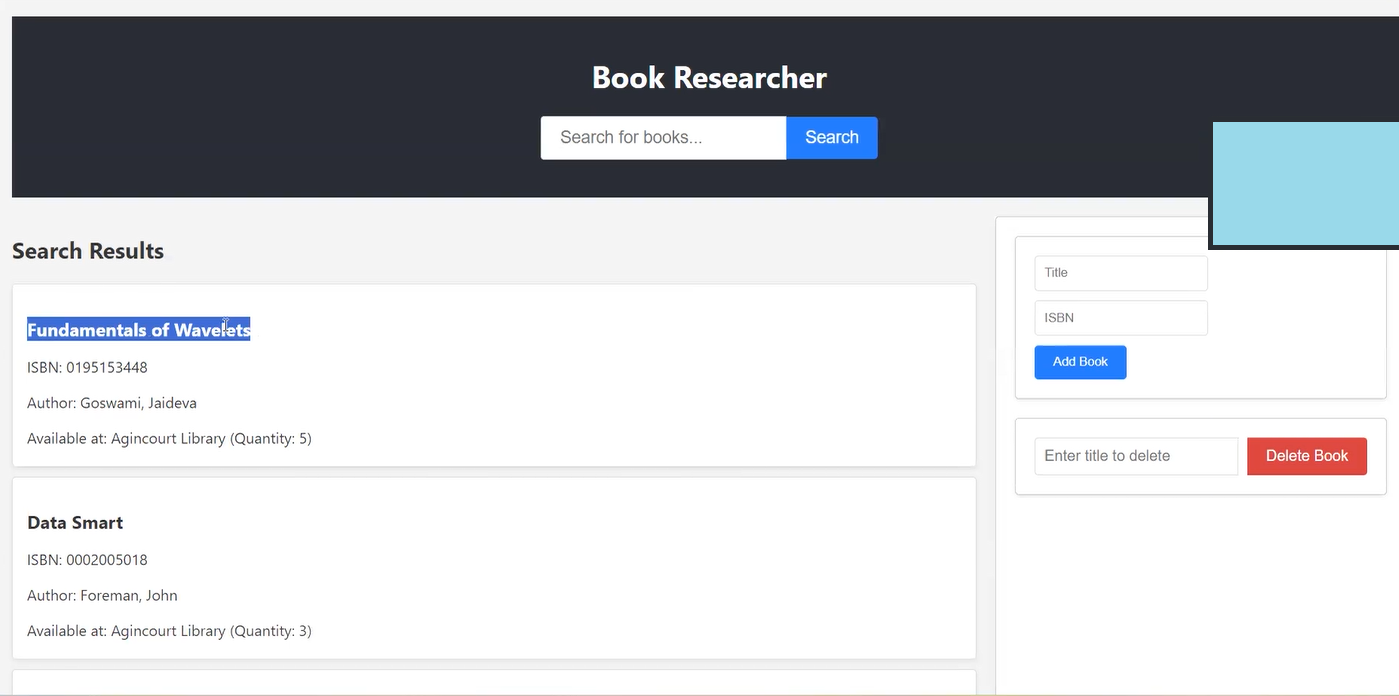 Book Researcher
Search for books...
Search
Search Results
Fundamentals of Wavelets
ISBN: 0195153448
Author: Goswami, Jaideva
Available at: Agincourt Library (Quantity: 5)
Data Smart
ISBN: 0002005018
Author: Foreman, John
Available at: Agincourt Library (Quantity: 3)
Title
ISBN
Add Book
Enter title to delete
Delete Book